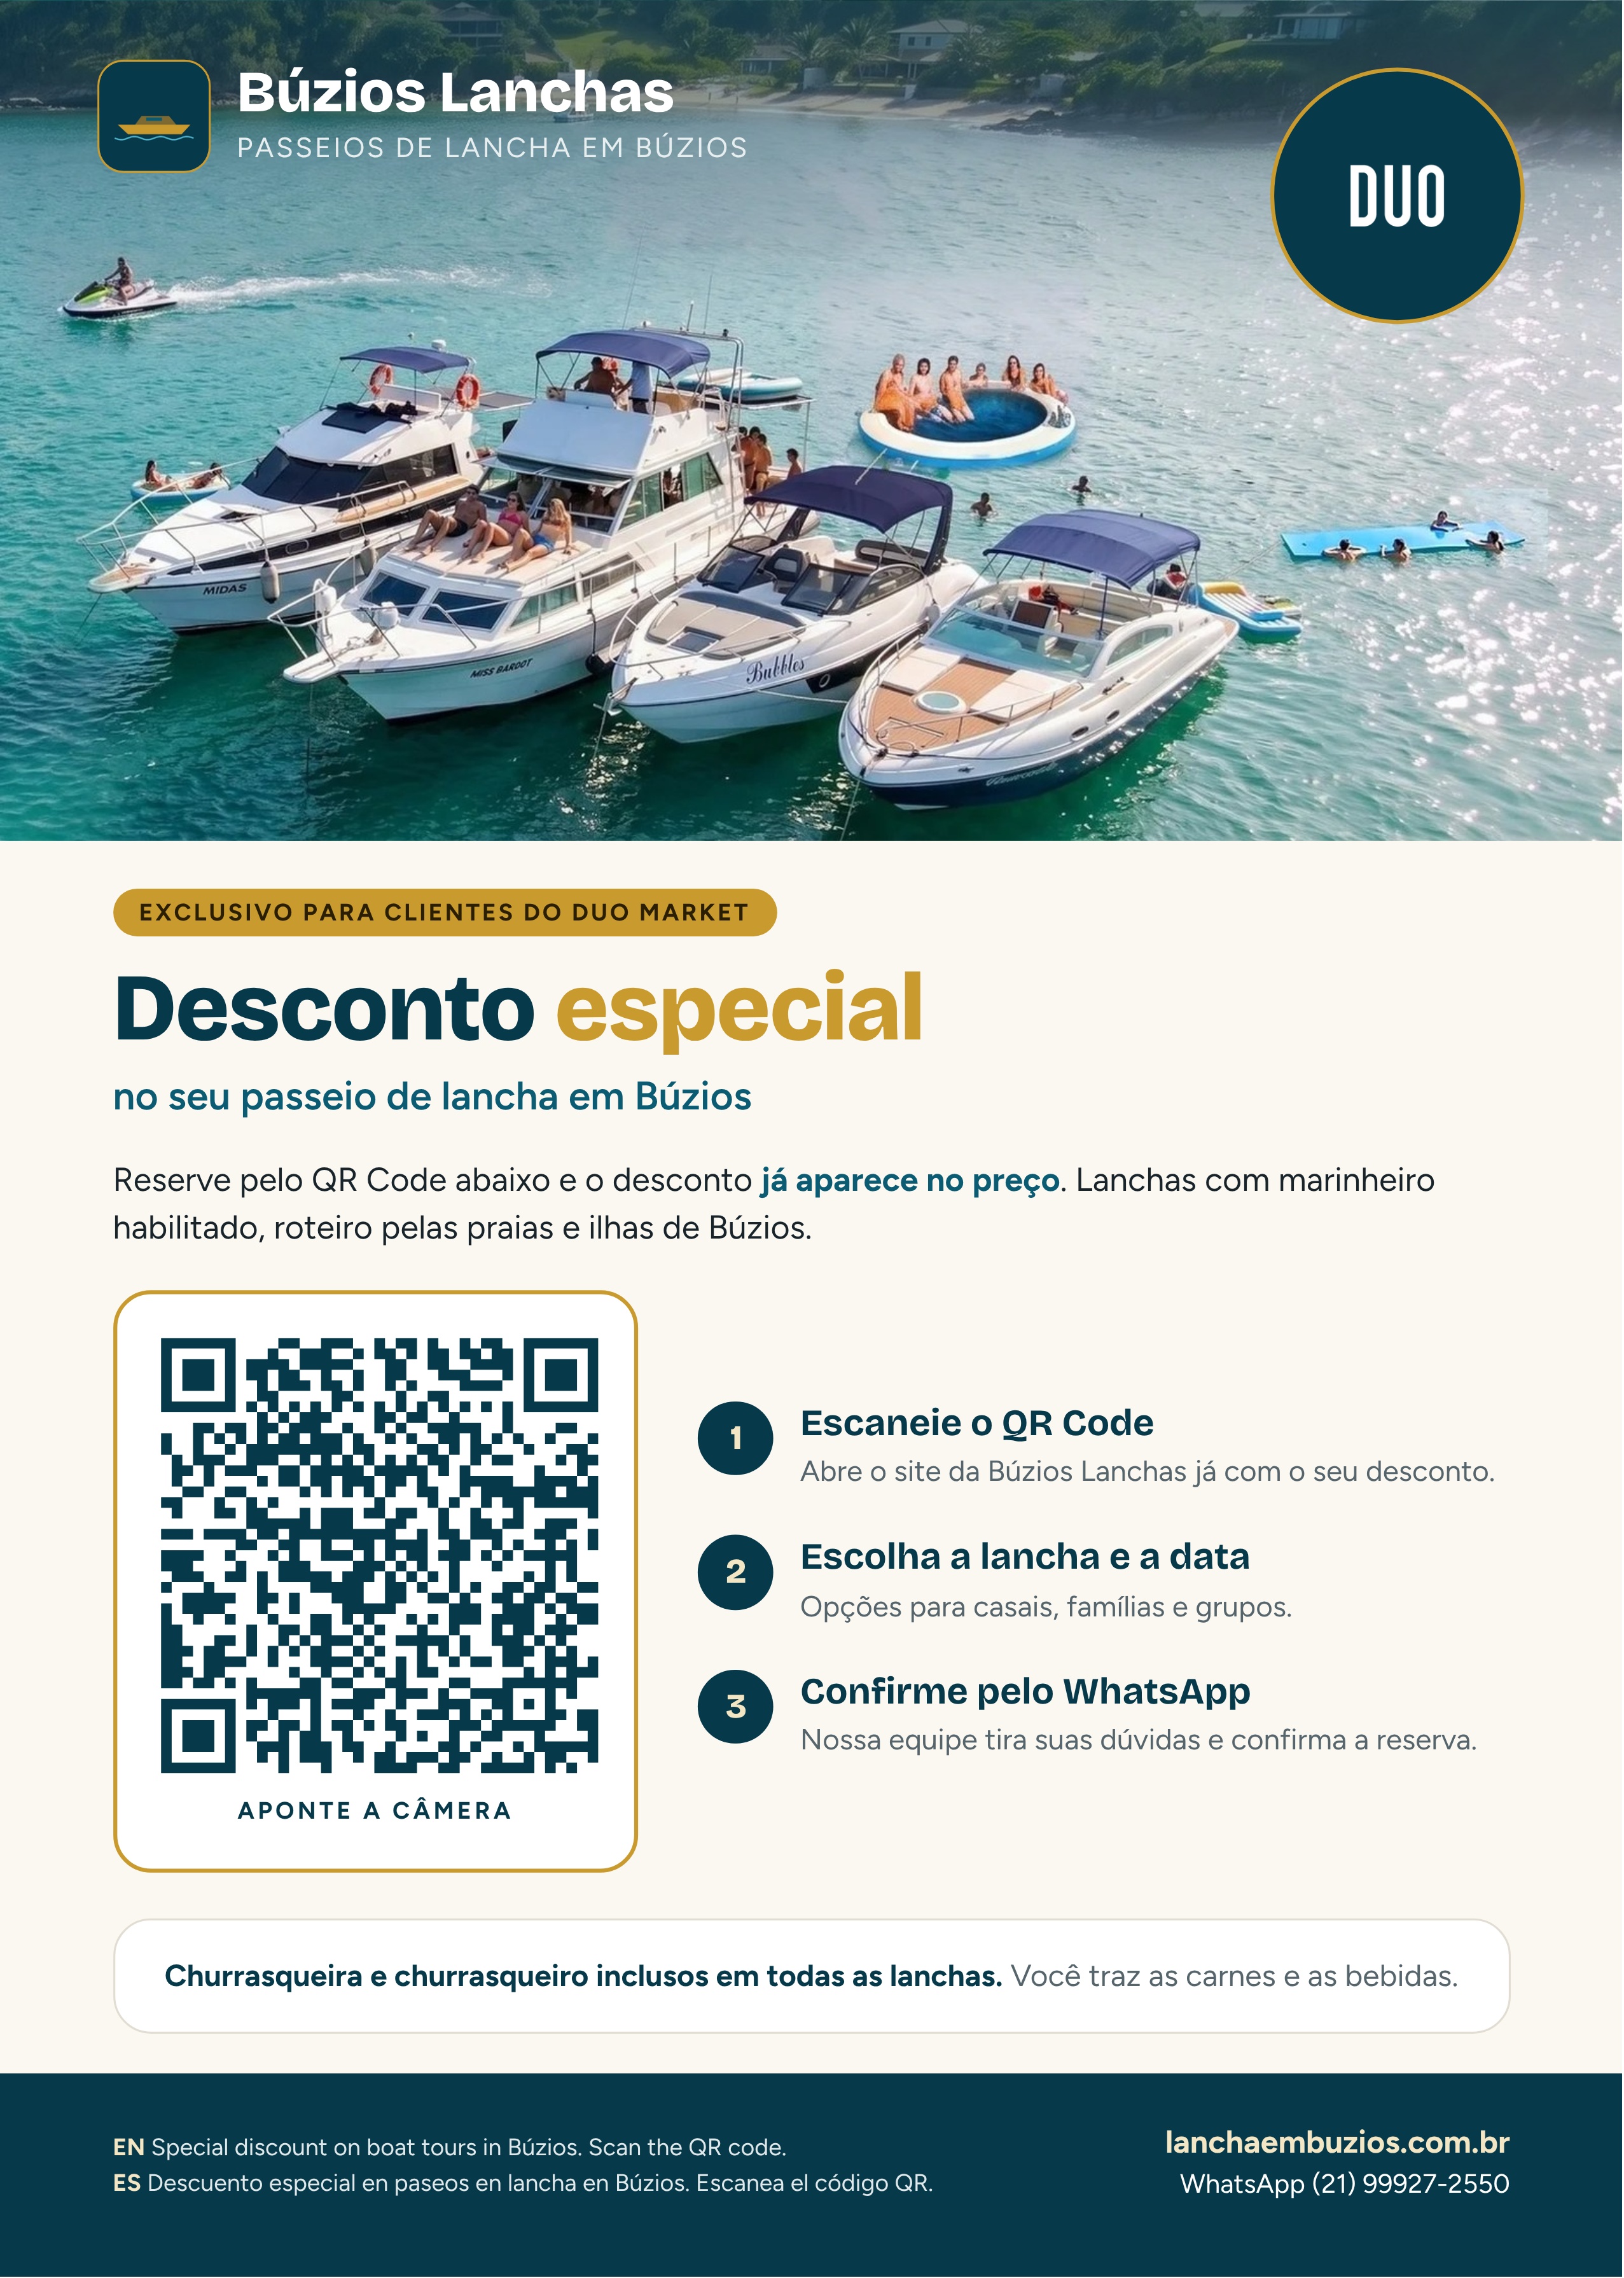 Búzios Lanchas
PASSEIOS DE LANCHA EM BÚZIOS
DUO
MIDAS
MISS BARDOT
Bubbles
EXCLUSIVO PARA CLIENTES DO DUO MARKET
Desconto especial
no seu passeio de lancha em Búzios
Reserve pelo QR Code abaixo e o desconto já aparece no preço. Lanchas com marinheiro
habilitado, roteiro pelas praias e ilhas de Búzios.
1
Escaneie o QR Code
Abre o site da Búzios Lanchas já com o seu desconto.
2
Escolha a lancha e a data
Opções para casais, famílias e grupos.
3
Confirme pelo WhatsApp
Nossa equipe tira suas dúvidas e confirma a reserva.
APONTE A CÂMERA
Churrasqueira e churrasqueiro inclusos em todas as lanchas. Você traz as carnes e as bebidas.
EN Special discount on boat tours in Búzios. Scan the QR code.
ES Descuento especial en paseos en lancha en Búzios. Escanea el código QR.
lanchaembuzios.com.br
WhatsApp (21) 99927-2550